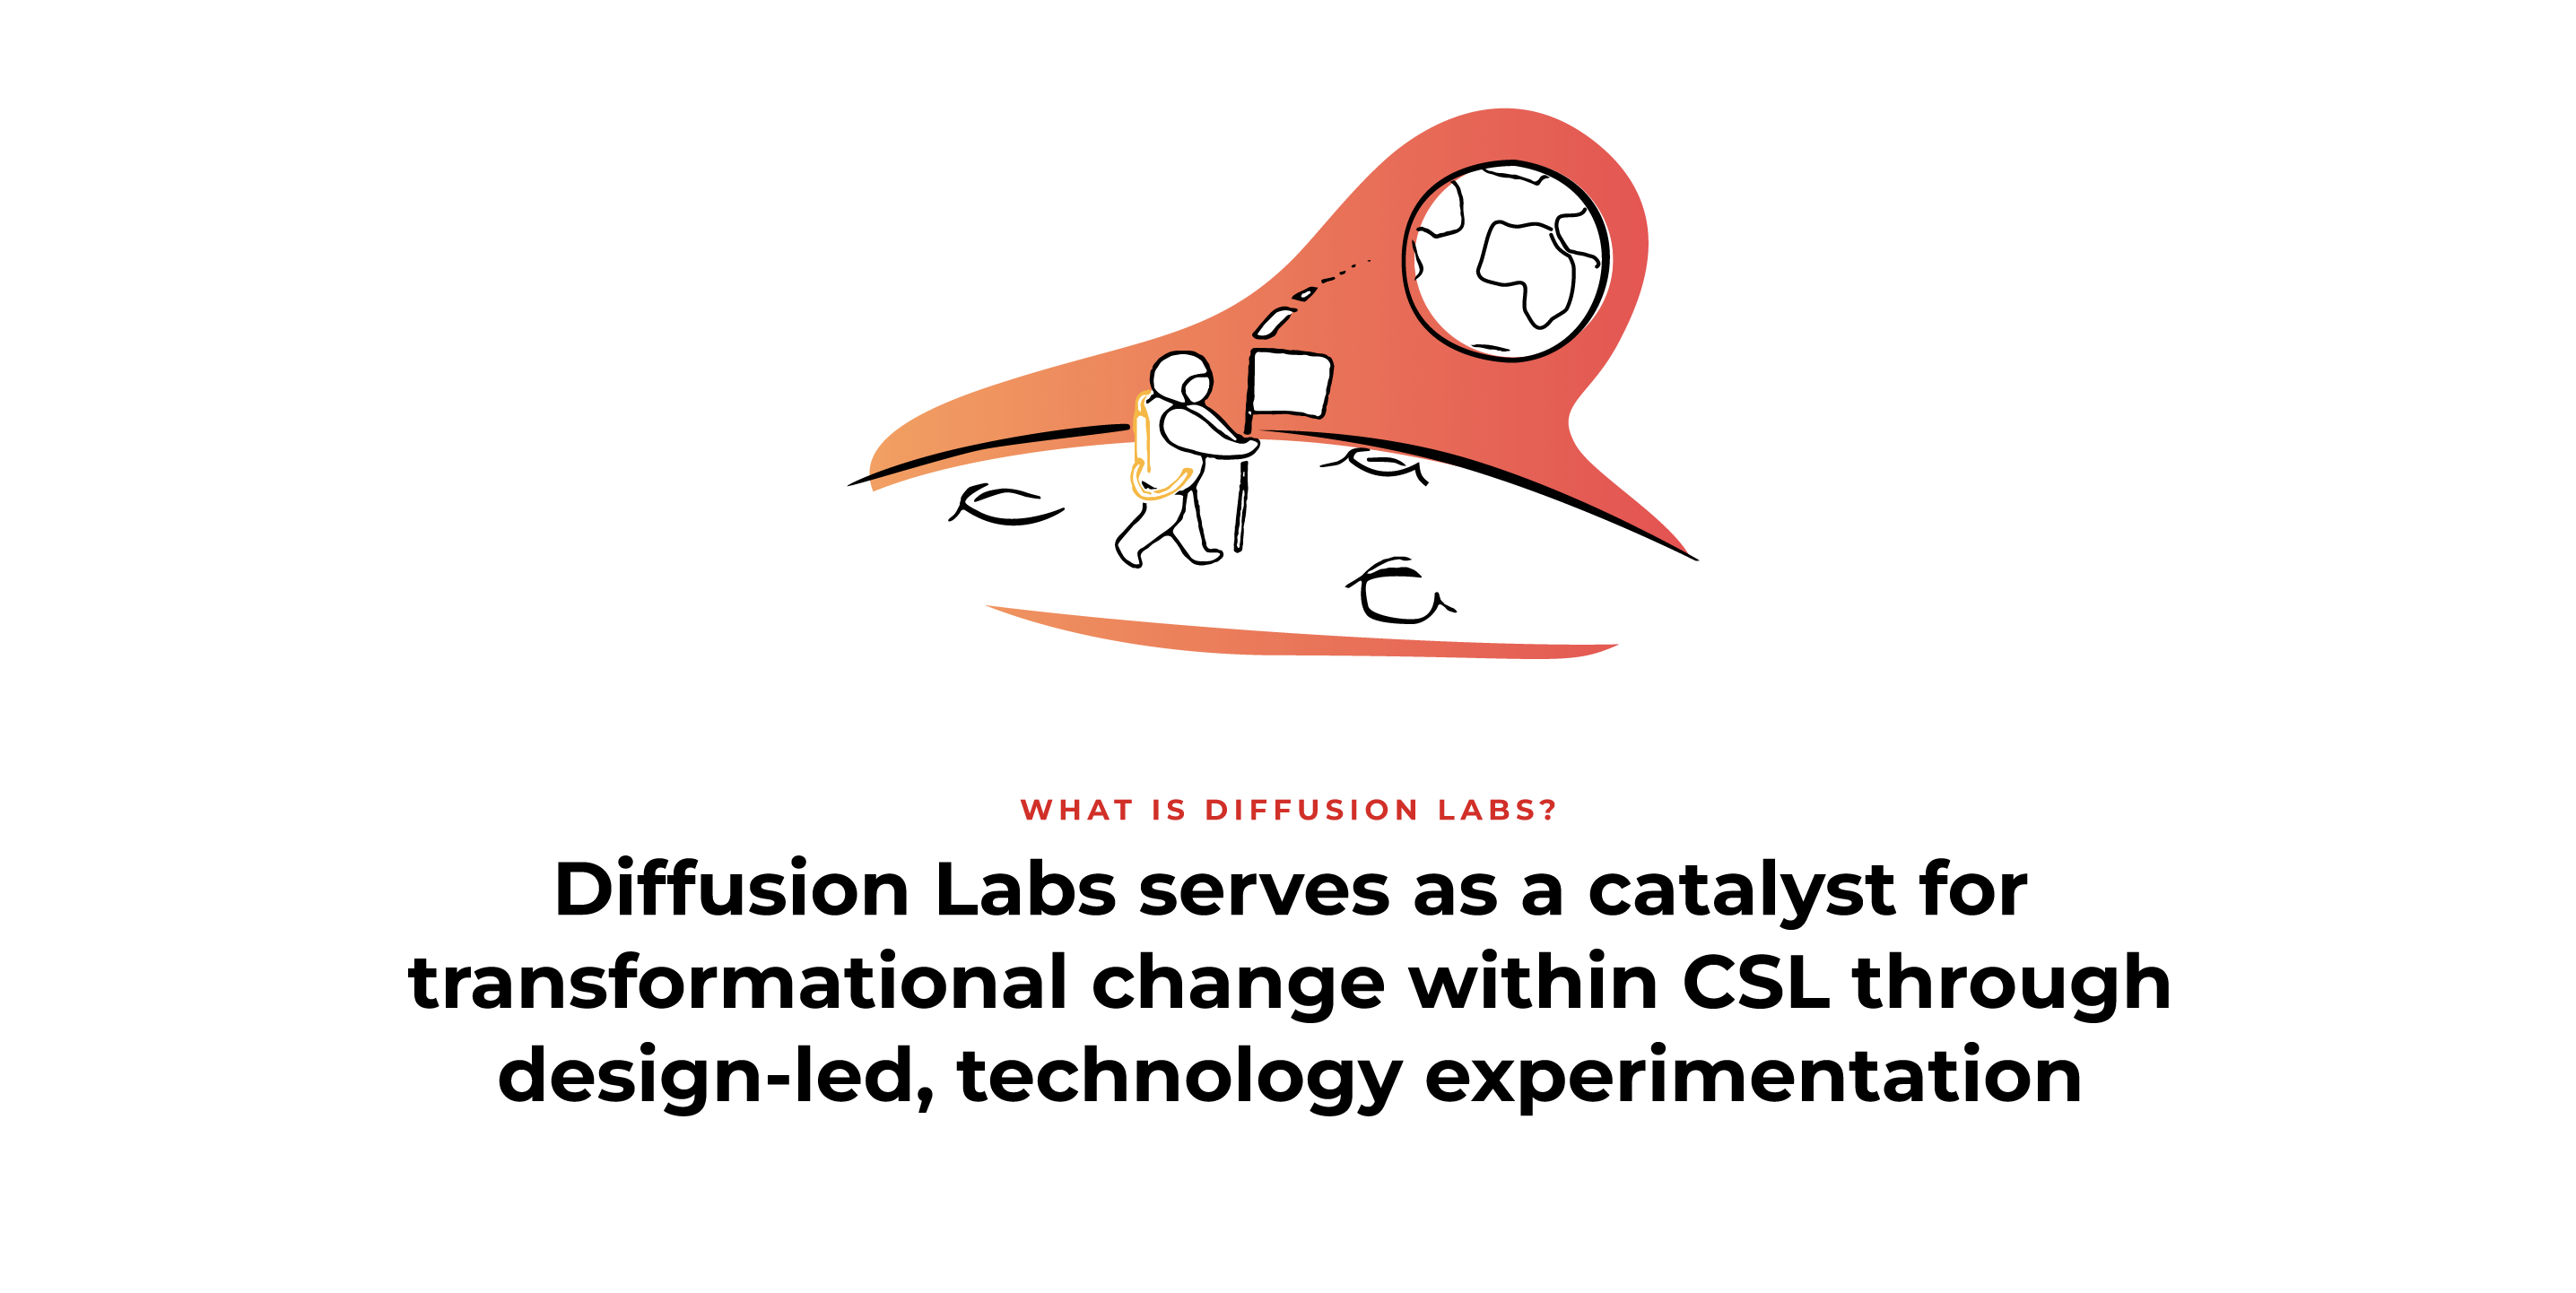 WHAT IS DIFFUSION LABS?
Diffusion Labs serves as a catalyst for
transformational change within CSL through
design-led, technology experimentation